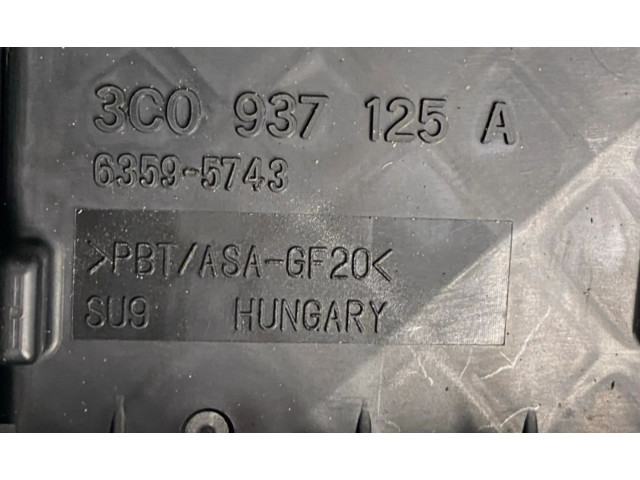 3C0 937 125 A
6359-5743
>PBT/ASA-GF20<
SU9 HUNGARY